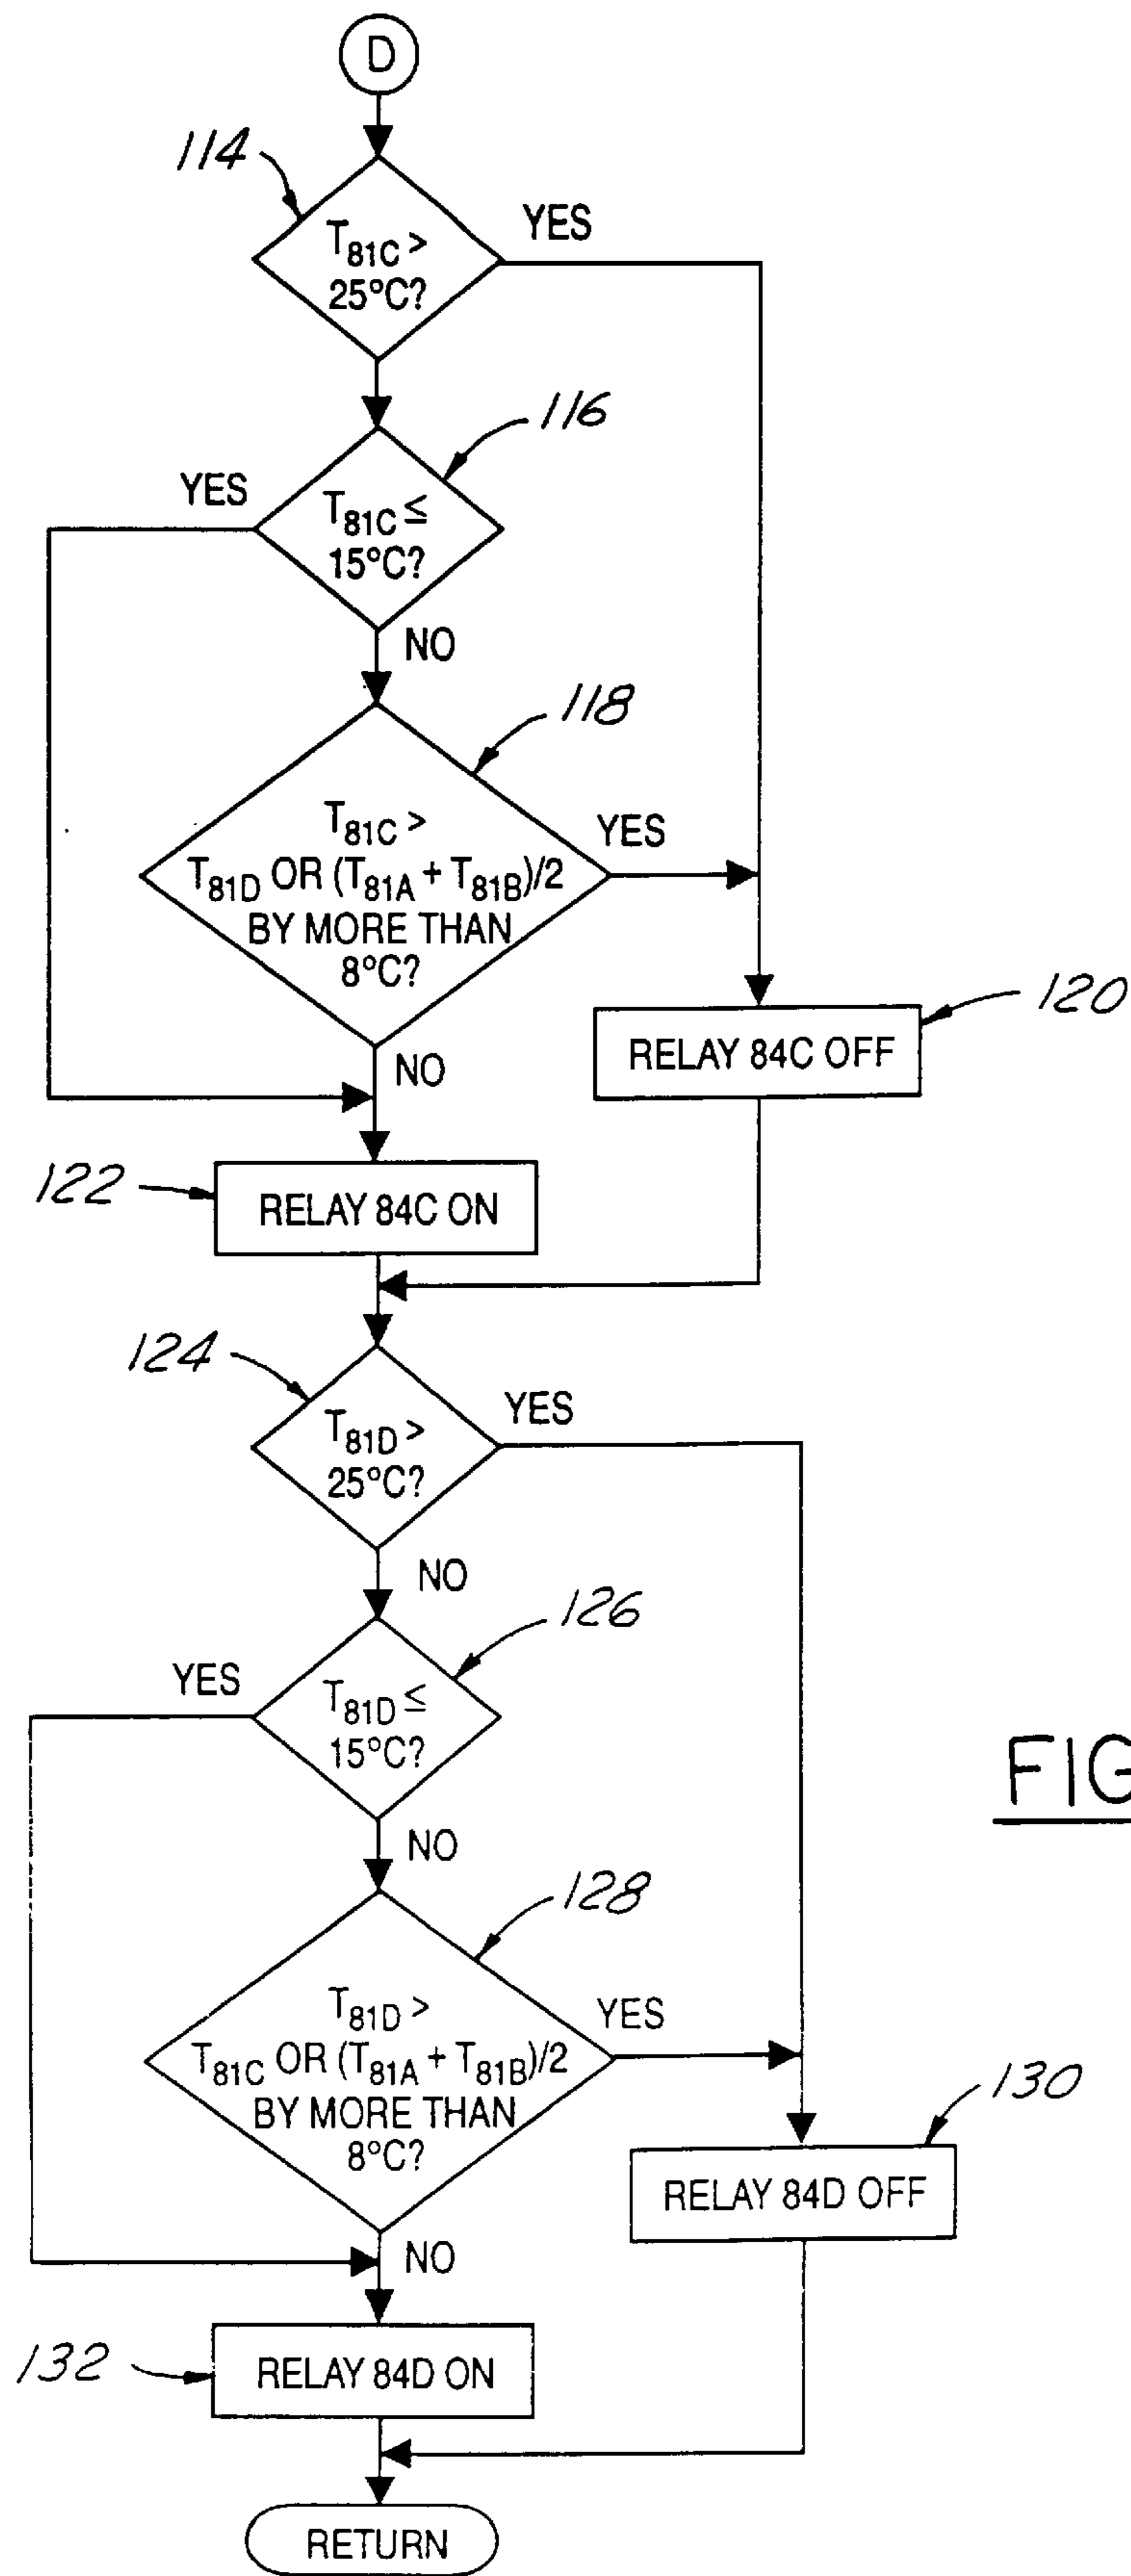 D
114
T81C >
25°C?
YES
116
YES
T81C ≤
15°C?
NO
118
T81C >
T81D OR (T81A + T81B)/2
BY MORE THAN
8°C?
YES
NO
120
RELAY 84C OFF
122
RELAY 84C ON
124
T81D >
25°C?
YES
NO
126
YES
T81D ≤
15°C?
NO
FIG
128
T81D >
T81C OR (T81A + T81B)/2
BY MORE THAN
8°C?
YES
NO
130
RELAY 84D OFF
132
RELAY 84D ON
RETURN